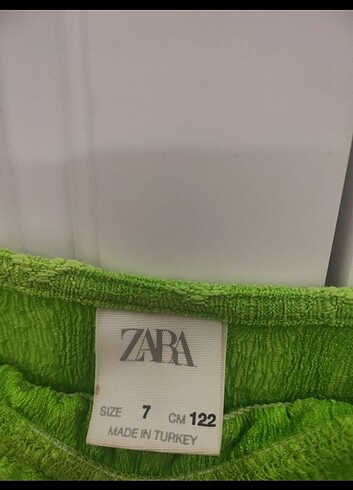 ZARA
SIZE 7 CM 122
MADE IN TURKEY